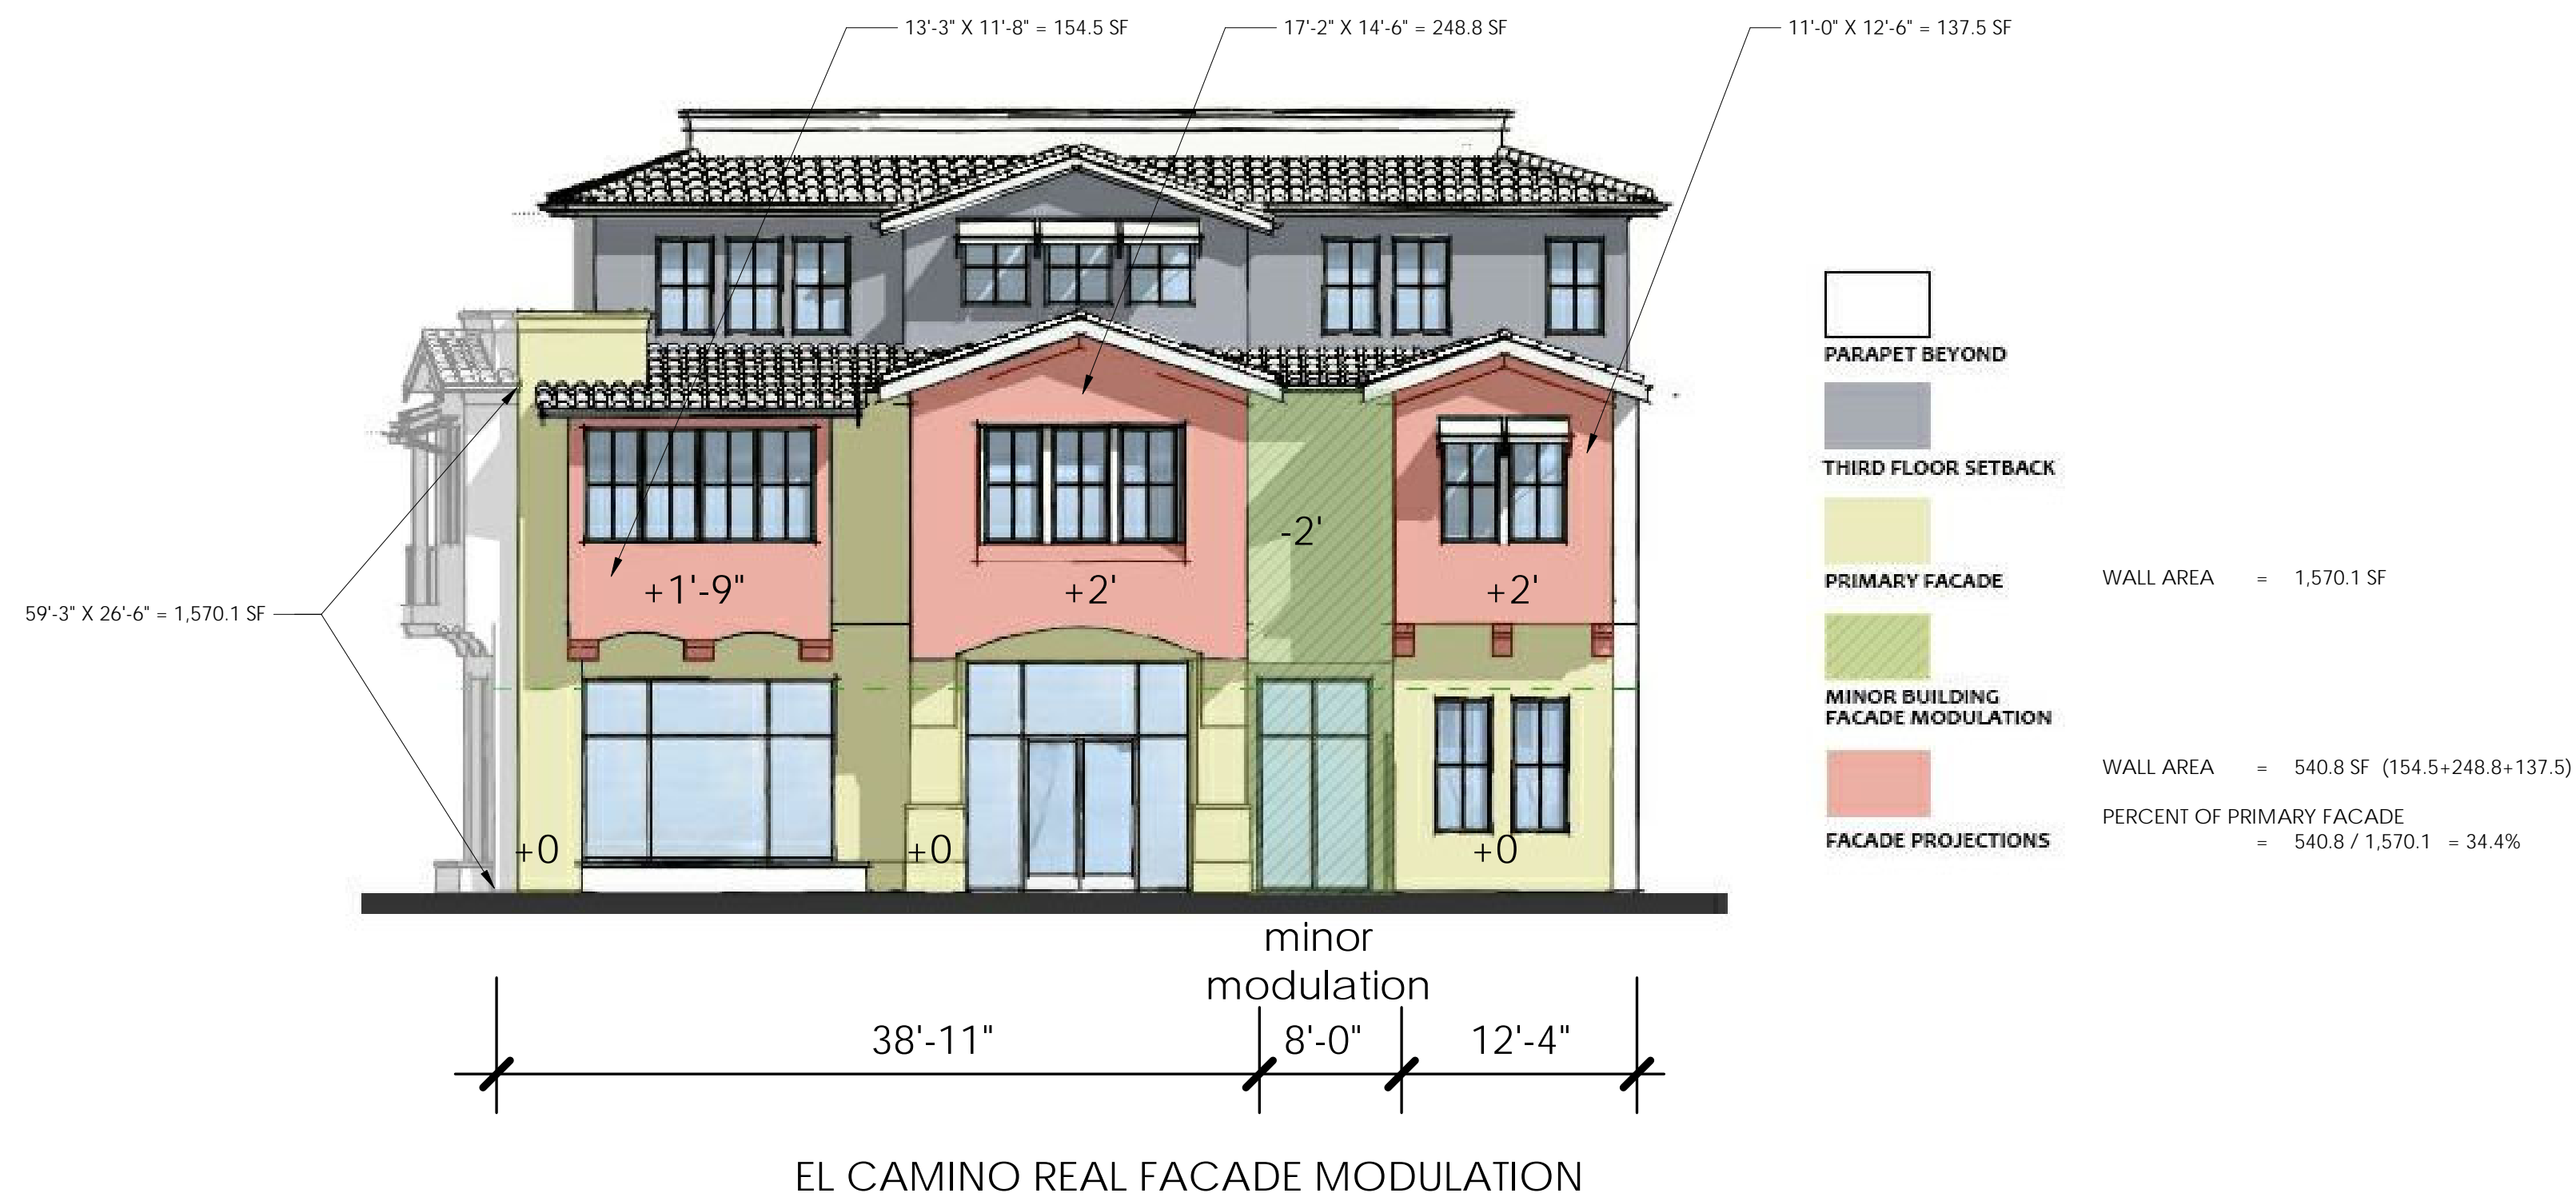 13'-3" X 11'-8" = 154.5 SF
17'-2" X 14'-6" = 248.8 SF
11'-0" X 12'-6" = 137.5 SF
PARAPET BEYOND
THIRD FLOOR SETBACK
-2'
+1'-9"
+2'
+2'
PRIMARY FACADE
WALL AREA = 1,570.1 SF
59'-3" X 26'-6" = 1,570.1 SF
MINOR BUILDING
FACADE MODULATION
WALL AREA = 540.8 SF (154.5+248.8+137.5)
PERCENT OF PRIMARY FACADE
= 540.8 / 1,570.1 = 34.4%
FACADE PROJECTIONS
+0
+0
+0
minor
modulation
38'-11"
8'-0"
12'-4"
EL CAMINO REAL FACADE MODULATION